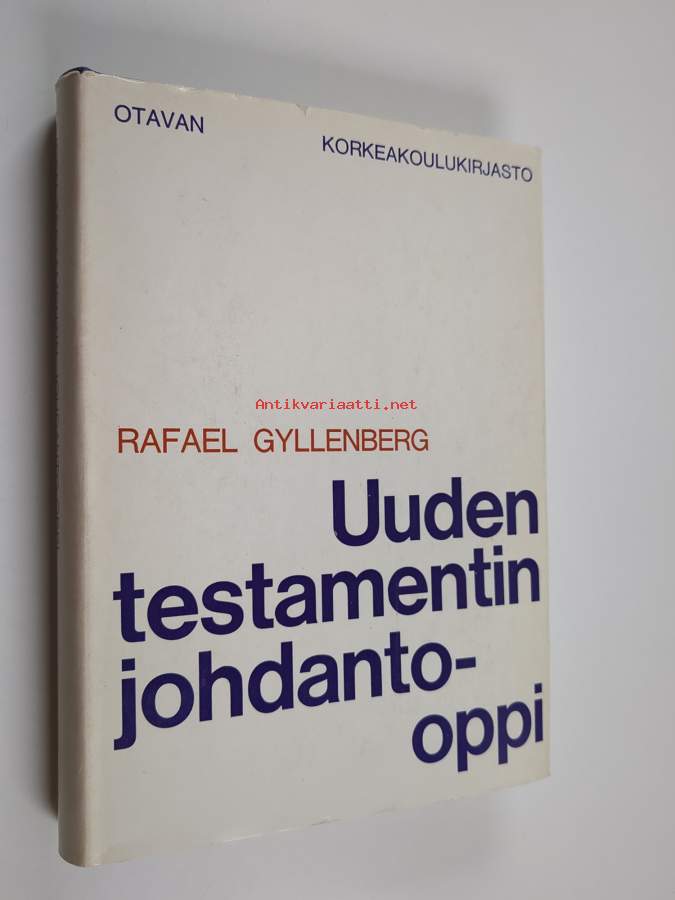 OTAVAN
KORKEAKOULUKIRJASTO
Antikvariaatti.net
RAFAEL GYLLENBERG
Uuden
testamentin
johdanto-
oppi